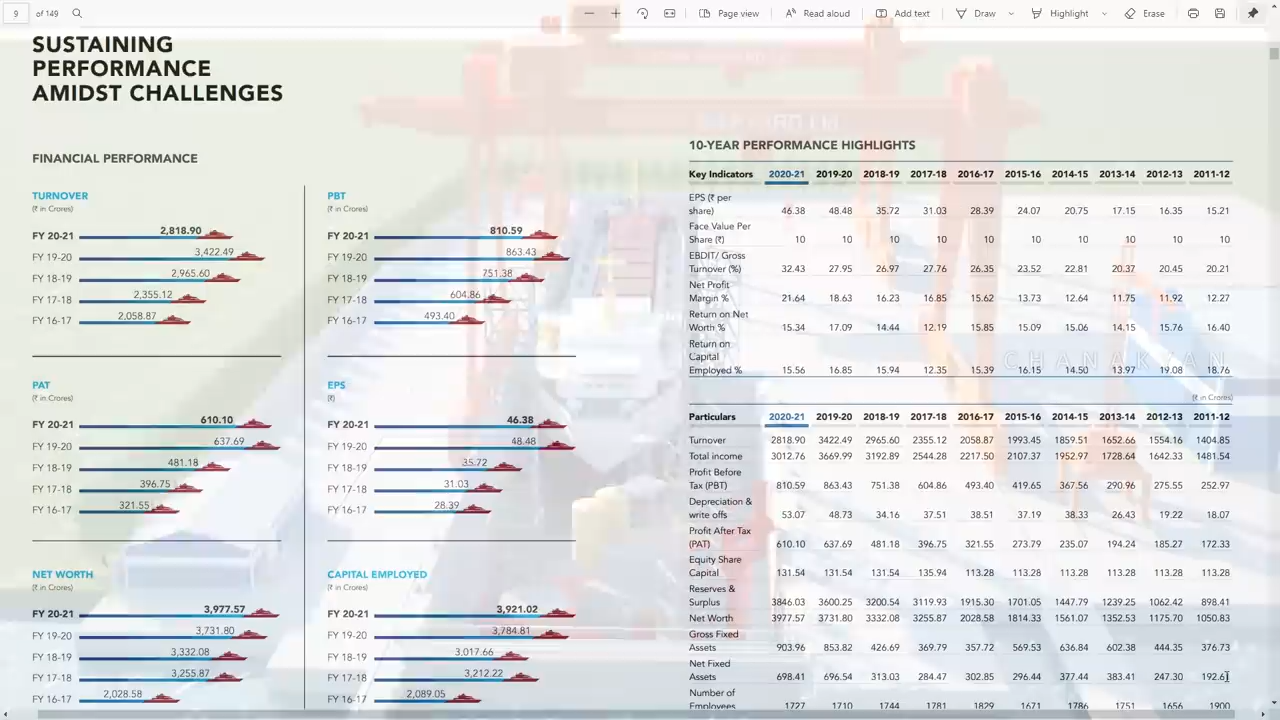 9 of 149 Page view Read aloud Add text Draw Highlight Erase
SUSTAINING
PERFORMANCE
AMIDST CHALLENGES
FINANCIAL PERFORMANCE
TURNOVER
(₹ in Crores)
FY 20-21 2,818.90
FY 19-20 3,422.49
FY 18-19 2,965.60
FY 17-18 2,355.12
FY 16-17 2,058.87
PBT
(₹ in Crores)
FY 20-21 810.59
FY 19-20 863.43
FY 18-19 751.38
FY 17-18 604.86
FY 16-17 493.40
PAT
(₹ in Crores)
FY 20-21 610.10
FY 19-20 637.69
FY 18-19 481.18
FY 17-18 396.75
FY 16-17 321.55
EPS
(₹)
FY 20-21 46.38
FY 19-20 48.48
FY 18-19 35.72
FY 17-18 31.03
FY 16-17 28.39
NET WORTH
(₹ in Crores)
FY 20-21 3,977.57
FY 19-20 3,731.80
FY 18-19 3,332.08
FY 17-18 3,255.87
FY 16-17 2,028.58
CAPITAL EMPLOYED
(₹ in Crores)
FY 20-21 3,921.02
FY 19-20 3,784.81
FY 18-19 3,017.66
FY 17-18 3,212.22
FY 16-17 2,089.05
10-YEAR PERFORMANCE HIGHLIGHTS
Key Indicators 2020-21 2019-20 2018-19 2017-18 2016-17 2015-16 2014-15 2013-14 2012-13 2011-12
EPS (₹ per
share) 46.38 48.48 35.72 31.03 28.39 24.07 20.75 17.15 16.35 15.21
Face Value Per
Share (₹) 10 10 10 10 10 10 10 10 10 10
EBDIT/ Gross
Turnover (%) 32.43 27.95 26.97 27.76 26.35 23.52 22.81 20.37 20.45
Net Profit
Margin % 21.64 18.63 16.23 16.85 15.62 13.73 12.64 11.75 11.92 12.27
Return on Net
Worth % 15.34 17.09 14.44 12.19 15.85 15.09 15.06 14.15 15.76 16.40
Return on
Capital
Employed % 15.56 16.85 15.94 12.35 15.39 16.15 14.50 13.97 19.08 18.76
CHANAKYAN
(₹ in Crores)
Particulars 2020-21 2019-20 2018-19 2017-18 2016-17 2015-16 2014-15 2013-14 2012-13 2011-12
Turnover 2818.90 3422.49 2965.60 2355.12 2058.87 1993.45 1859.51 1652.66 1554.16 1404.85
Total income 3012.76 3669.99 3192.89 2544.28 2217.50 2107.37 1952.97 1728.64 1642.33 1481.54
Profit Before
Tax (PBT) 810.59 863.43 751.38 604.86 493.40 419.65 367.56 290.96 275.55 252.97
Depreciation &
write offs 53.07 48.73 34.16 37.51 38.51 37.19 38.33 26.43 19.22 18.07
Profit After Tax
(PAT) 610.10 637.69 481.18 396.75 321.55 273.79 235.07 194.24 185.27 172.33
Equity Share
Capital 131.54 131.54 131.54 135.94 113.28 113.28 113.28 113.28 113.28 113.28
Reserves &
Surplus 3846.03 3600.25 3200.54 3119.93 1915.30 1701.05 1447.79 1239.25 1062.42 898.41
Net Worth 3977.57 3731.80 3332.08 3255.87 2028.58 1814.33 1561.07 1352.53 1175.70 1050.83
Gross Fixed
Assets 903.96 853.82 426.69 369.79 357.72 569.53 636.84 602.38 444.35 376.73
Net Fixed
Assets 698.41 696.54 313.03 284.47 302.85 296.44 377.44 383.41 247.30 192.61
Number of
Employees 1727 1710 1744 1781 1829 1671 1786 1751 1656 1900